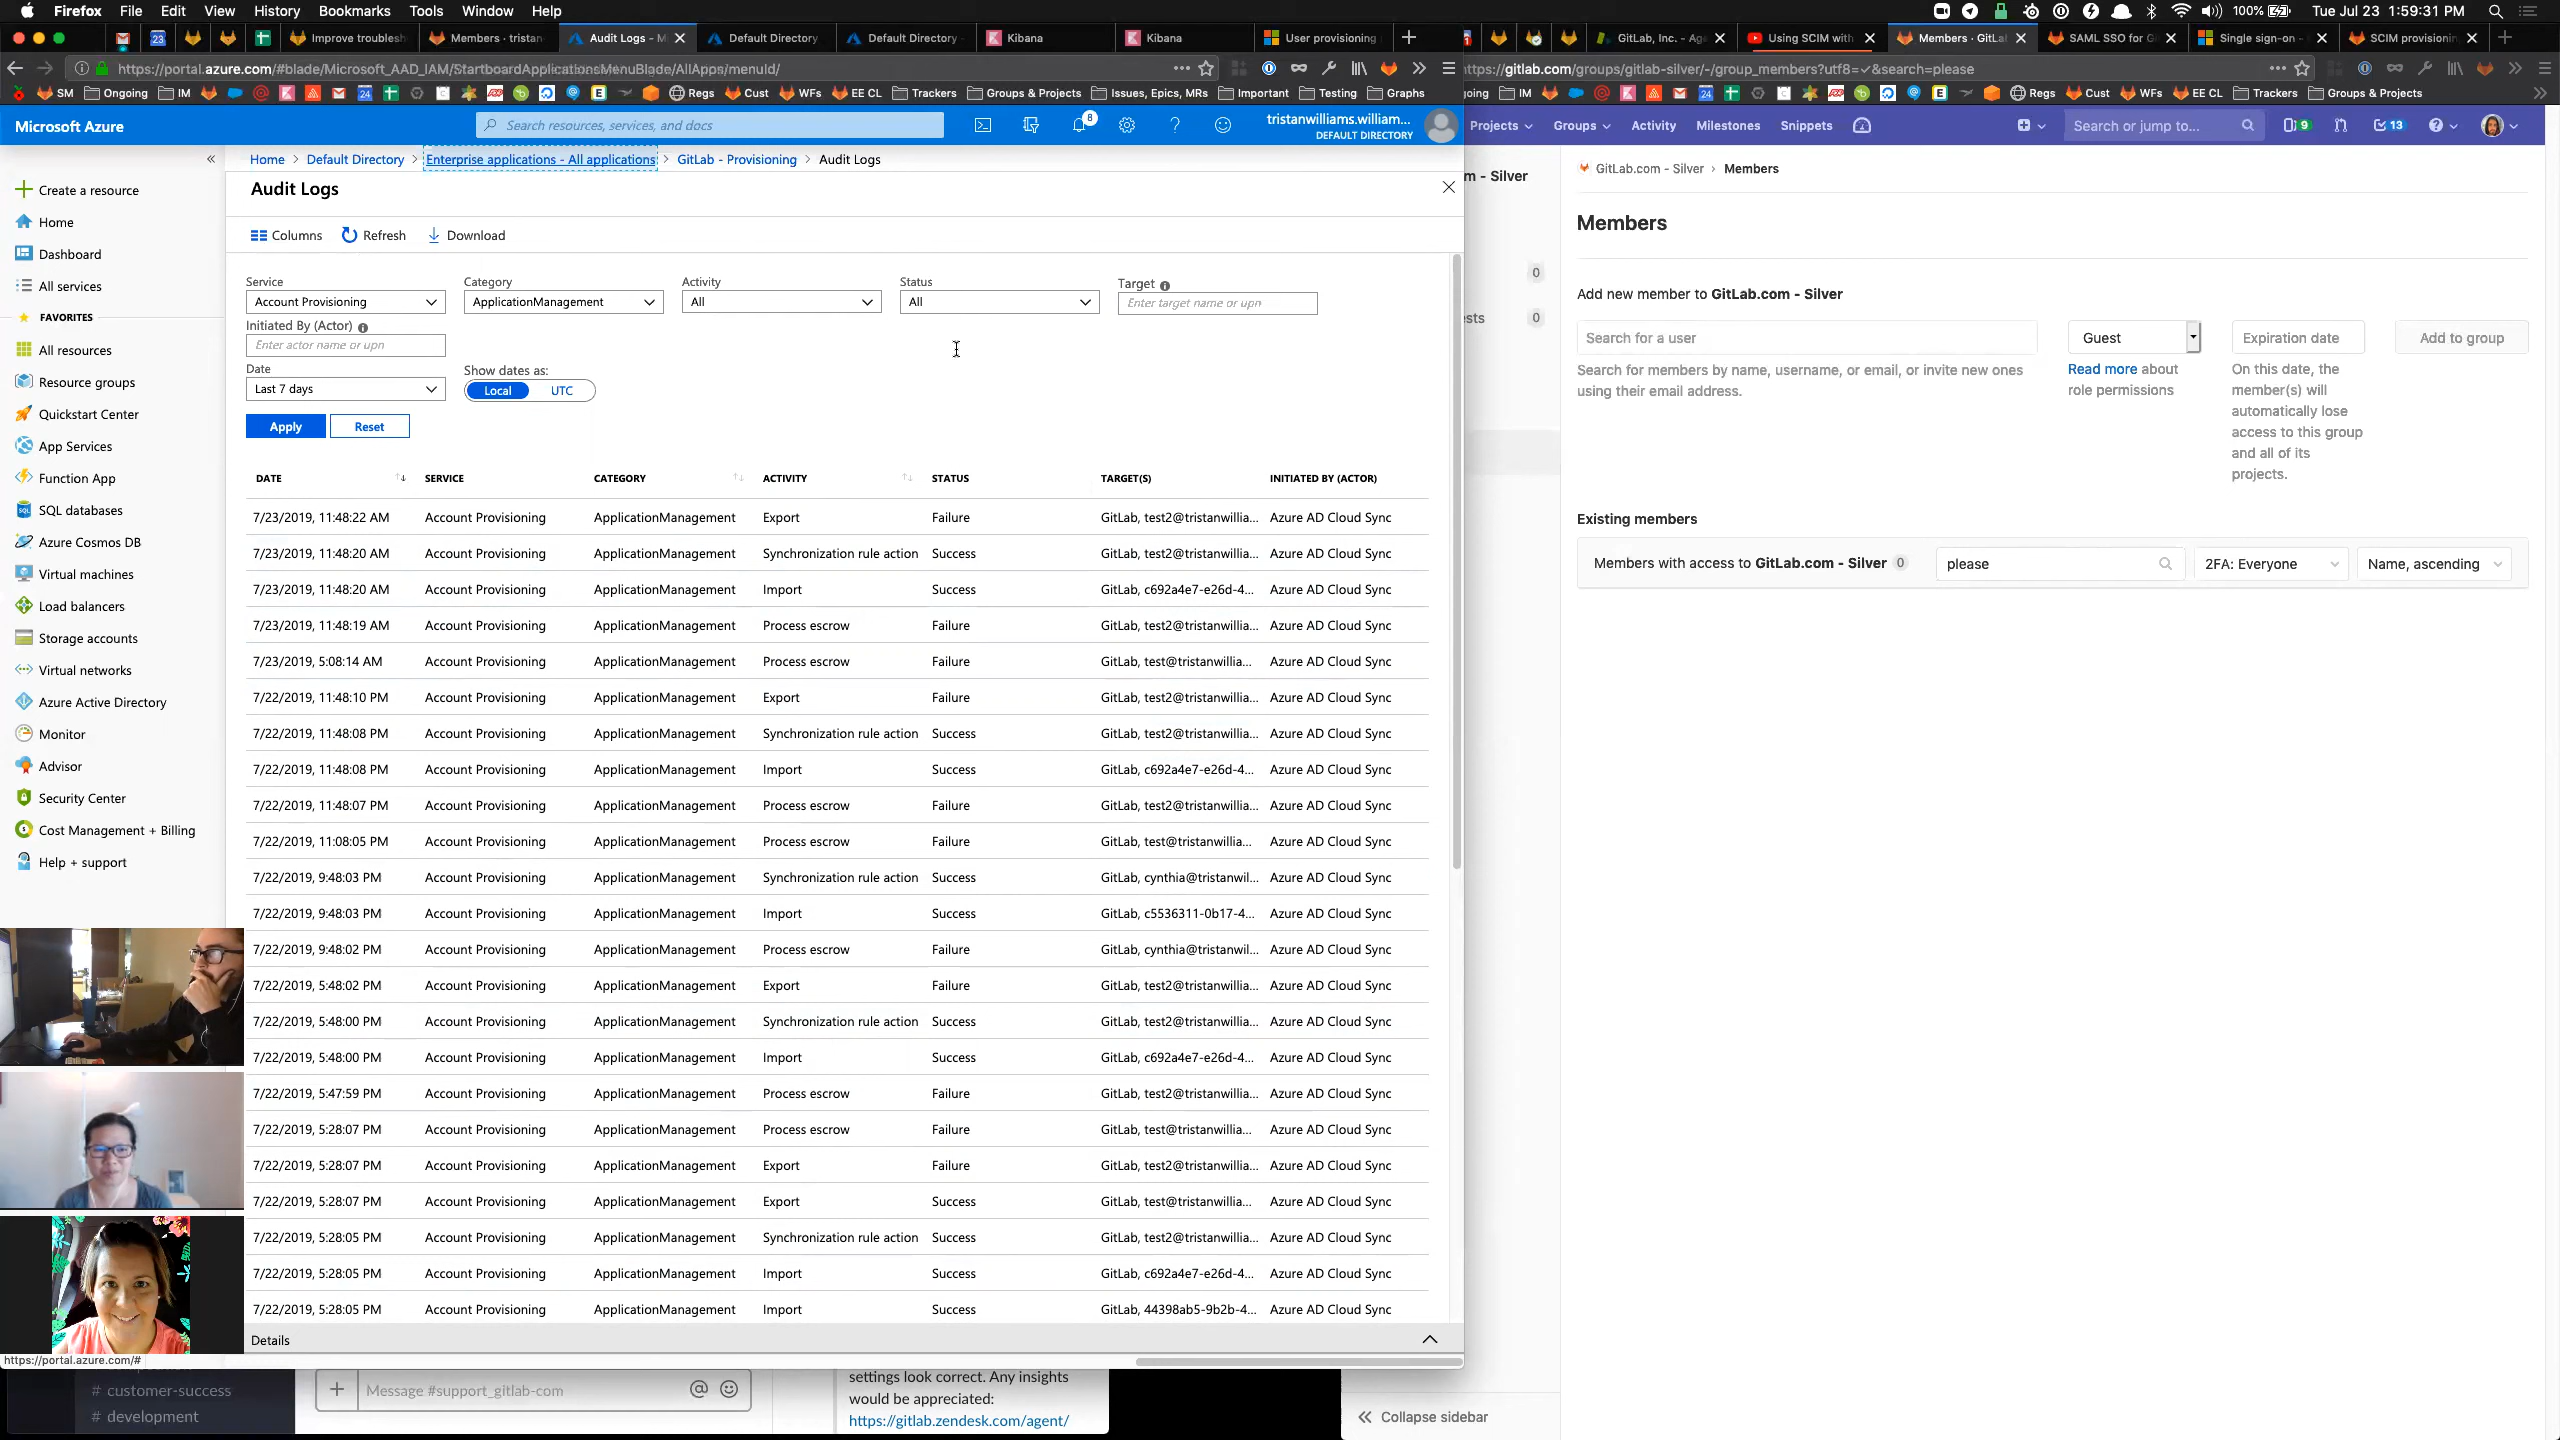 Firefox File Edit View History Bookmarks Tools Window Help
100% Tue Jul 23 1:59:31 PM
Improve troublesh
Members · tristan
Audit Logs - M
Default Directory
Default Directory
Kibana
Kibana
User provisioning
GitLab, Inc. - Age
Using SCIM with
Members · GitLa
SAML SSO for G
Single sign-on -
SCIM provisionin
https://portal.azure.com/#blade/Microsoft_AAD_IAM/StartboardApplicationsMenuBlade/AllApps/menuId/
https://gitlab.com/groups/gitlab-silver/-/group_members?utf8=✓&search=please
SM Ongoing IM 24 Regs Cust WFs EE CL Trackers Groups & Projects Issues, Epics, MRs Important Testing Graphs
going IM 24 Regs Cust WFs EE CL Trackers Groups & Projects
Microsoft Azure
Search resources, services, and docs
8
tristanwilliams.william...
DEFAULT DIRECTORY
Projects Groups Activity Milestones Snippets
Search or jump to...
9
13
Home > Default Directory > Enterprise applications - All applications > GitLab - Provisioning > Audit Logs
Audit Logs
Columns Refresh Download
Create a resource
Home
Dashboard
All services
FAVORITES
All resources
Resource groups
Quickstart Center
App Services
Function App
SQL databases
Azure Cosmos DB
Virtual machines
Load balancers
Storage accounts
Virtual networks
Azure Active Directory
Monitor
Advisor
Security Center
Cost Management + Billing
Help + support
Service Category Activity Status Target
Account Provisioning ApplicationManagement All All Enter target name or upn
Initiated By (Actor)
Enter actor name or upn
Date Show dates as:
Last 7 days Local UTC
Apply Reset
DATE SERVICE CATEGORY ACTIVITY STATUS TARGET(S) INITIATED BY (ACTOR)
7/23/2019, 11:48:22 AM Account Provisioning ApplicationManagement Export Failure GitLab, test2@tristanwillia... Azure AD Cloud Sync
7/23/2019, 11:48:20 AM Account Provisioning ApplicationManagement Synchronization rule action Success GitLab, test2@tristanwillia... Azure AD Cloud Sync
7/23/2019, 11:48:20 AM Account Provisioning ApplicationManagement Import Success GitLab, c692a4e7-e26d-4... Azure AD Cloud Sync
7/23/2019, 11:48:19 AM Account Provisioning ApplicationManagement Process escrow Failure GitLab, test2@tristanwillia... Azure AD Cloud Sync
7/23/2019, 5:08:14 AM Account Provisioning ApplicationManagement Process escrow Failure GitLab, test@tristanwillia... Azure AD Cloud Sync
7/22/2019, 11:48:10 PM Account Provisioning ApplicationManagement Export Failure GitLab, test2@tristanwillia... Azure AD Cloud Sync
7/22/2019, 11:48:08 PM Account Provisioning ApplicationManagement Synchronization rule action Success GitLab, test2@tristanwillia... Azure AD Cloud Sync
7/22/2019, 11:48:08 PM Account Provisioning ApplicationManagement Import Success GitLab, c692a4e7-e26d-4... Azure AD Cloud Sync
7/22/2019, 11:48:07 PM Account Provisioning ApplicationManagement Process escrow Failure GitLab, test2@tristanwillia... Azure AD Cloud Sync
7/22/2019, 11:08:05 PM Account Provisioning ApplicationManagement Process escrow Failure GitLab, test@tristanwillia... Azure AD Cloud Sync
7/22/2019, 9:48:03 PM Account Provisioning ApplicationManagement Synchronization rule action Success GitLab, cynthia@tristanwil... Azure AD Cloud Sync
7/22/2019, 9:48:03 PM Account Provisioning ApplicationManagement Import Success GitLab, c5536311-0b17-4... Azure AD Cloud Sync
7/22/2019, 9:48:02 PM Account Provisioning ApplicationManagement Process escrow Failure GitLab, cynthia@tristanwil... Azure AD Cloud Sync
7/22/2019, 5:48:02 PM Account Provisioning ApplicationManagement Export Failure GitLab, test2@tristanwillia... Azure AD Cloud Sync
7/22/2019, 5:48:00 PM Account Provisioning ApplicationManagement Synchronization rule action Success GitLab, test2@tristanwillia... Azure AD Cloud Sync
7/22/2019, 5:48:00 PM Account Provisioning ApplicationManagement Import Success GitLab, c692a4e7-e26d-4... Azure AD Cloud Sync
7/22/2019, 5:47:59 PM Account Provisioning ApplicationManagement Process escrow Failure GitLab, test2@tristanwillia... Azure AD Cloud Sync
7/22/2019, 5:28:07 PM Account Provisioning ApplicationManagement Process escrow Failure GitLab, test@tristanwillia... Azure AD Cloud Sync
7/22/2019, 5:28:07 PM Account Provisioning ApplicationManagement Export Failure GitLab, test2@tristanwillia... Azure AD Cloud Sync
7/22/2019, 5:28:07 PM Account Provisioning ApplicationManagement Export Success GitLab, test@tristanwillia... Azure AD Cloud Sync
7/22/2019, 5:28:05 PM Account Provisioning ApplicationManagement Synchronization rule action Success GitLab, test2@tristanwillia... Azure AD Cloud Sync
7/22/2019, 5:28:05 PM Account Provisioning ApplicationManagement Import Success GitLab, c692a4e7-e26d-4... Azure AD Cloud Sync
7/22/2019, 5:28:05 PM Account Provisioning ApplicationManagement Import Success GitLab, 44398ab5-9b2b-4... Azure AD Cloud Sync
Details
https://portal.azure.com/#
m - Silver
0
ests 0
GitLab.com - Silver > Members
Members
Add new member to GitLab.com - Silver
Search for a user Guest Expiration date Add to group
Search for members by name, username, or email, or invite new ones
using their email address.
Read more about
role permissions
On this date, the
member(s) will
automatically lose
access to this group
and all of its
projects.
Existing members
Members with access to GitLab.com - Silver 0 please 2FA: Everyone Name, ascending
# customer-success
# development
Message #support_gitlab-com
settings look correct. Any insights
would be appreciated:
https://gitlab.zendesk.com/agent/
Collapse sidebar